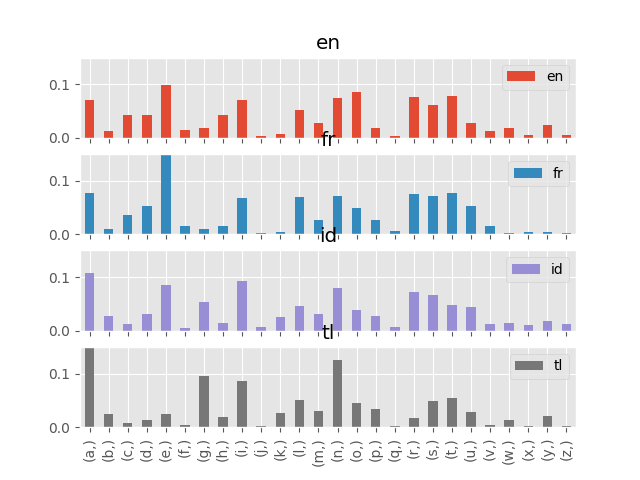 en
0.1
0.0
en
fr
0.1
0.0
fr
id
0.1
0.0
id
tl
0.1
0.0
tl
(a,) (b,) (c,) (d,) (e,) (f,) (g,) (h,) (i,) (j,) (k,) (l,) (m,) (n,) (o,) (p,) (q,) (r,) (s,) (t,) (u,) (v,) (w,) (x,) (y,) (z,)